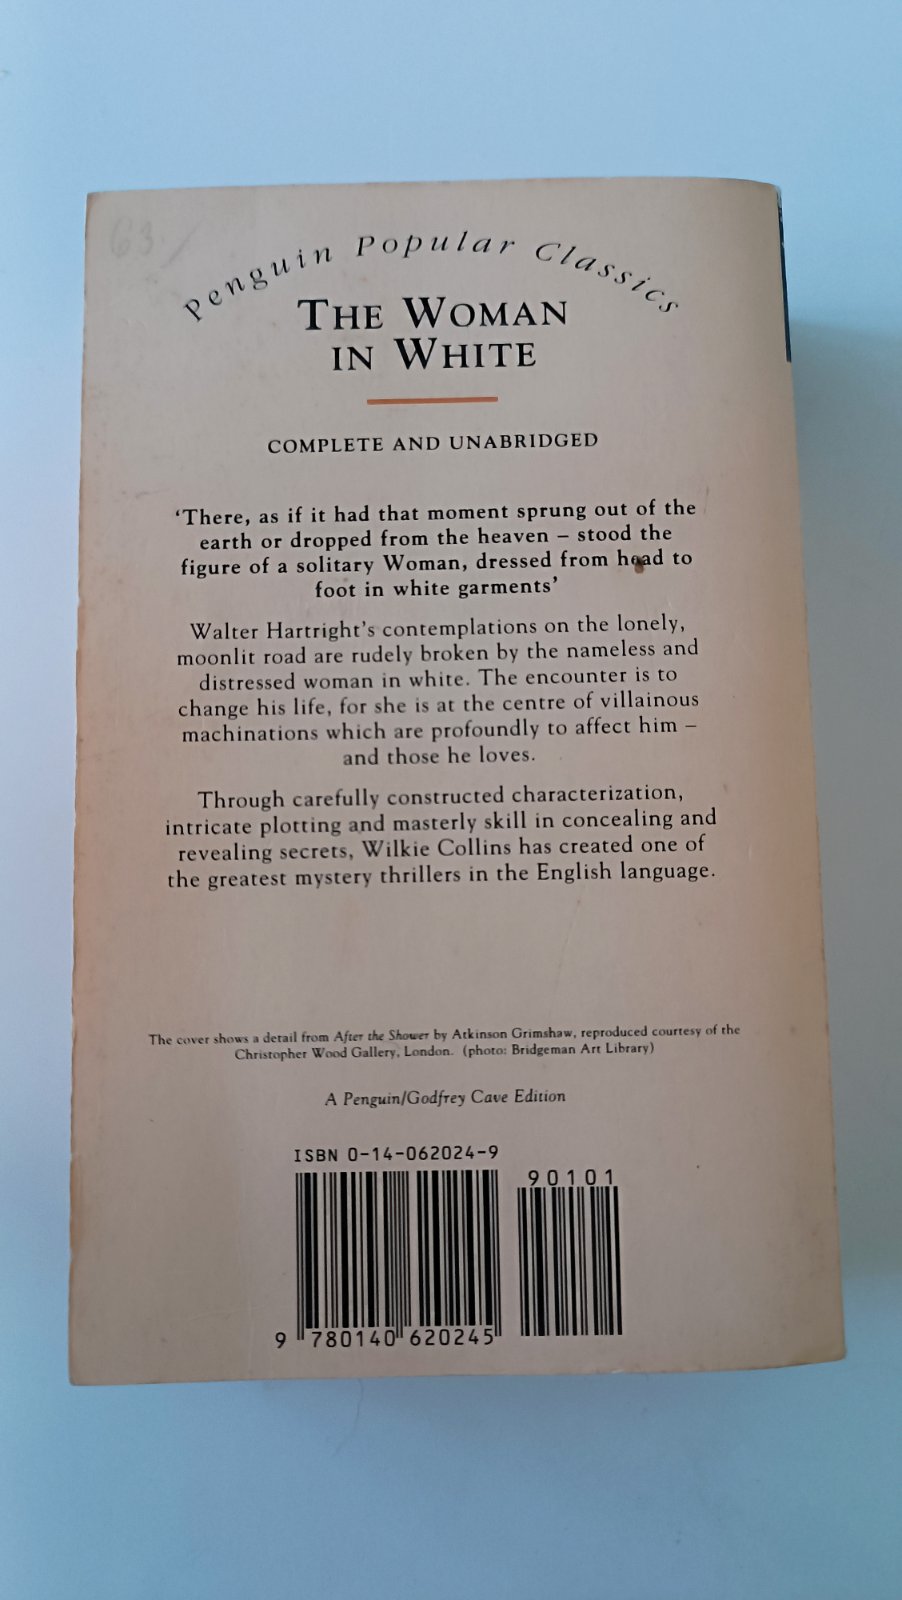 63
Penguin Popular Classics
THE WOMAN
IN WHITE
COMPLETE AND UNABRIDGED
‘There, as if it had that moment sprung out of the
earth or dropped from the heaven – stood the
figure of a solitary Woman, dressed from head to
foot in white garments’
Walter Hartright’s contemplations on the lonely,
moonlit road are rudely broken by the nameless and
distressed woman in white. The encounter is to
change his life, for she is at the centre of villainous
machinations which are profoundly to affect him –
and those he loves.
Through carefully constructed characterization,
intricate plotting and masterly skill in concealing and
revealing secrets, Wilkie Collins has created one of
the greatest mystery thrillers in the English language.
The cover shows a detail from After the Shower by Atkinson Grimshaw, reproduced courtesy of the
Christopher Wood Gallery, London. (photo: Bridgeman Art Library)
A Penguin/Godfrey Cave Edition
ISBN 0-14-062024-9
90101
9 780140 620245